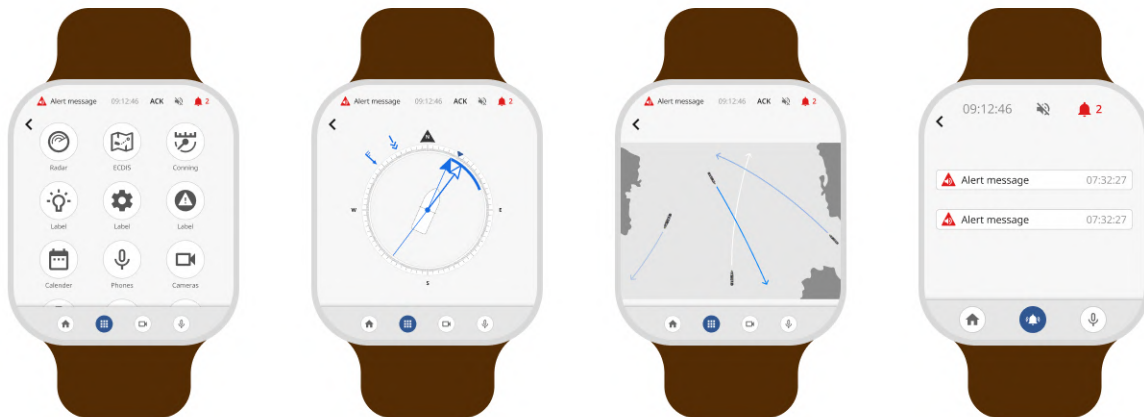 Alert message 09:12:46 ACK 2
Radar ECDIS Conning
Label Label Label
Calender Phones Cameras
Alert message 09:12:46 ACK 2
N
W E
S
Alert message 09:12:46 ACK 2
09:12:46 2
Alert message 07:32:27
Alert message 07:32:27